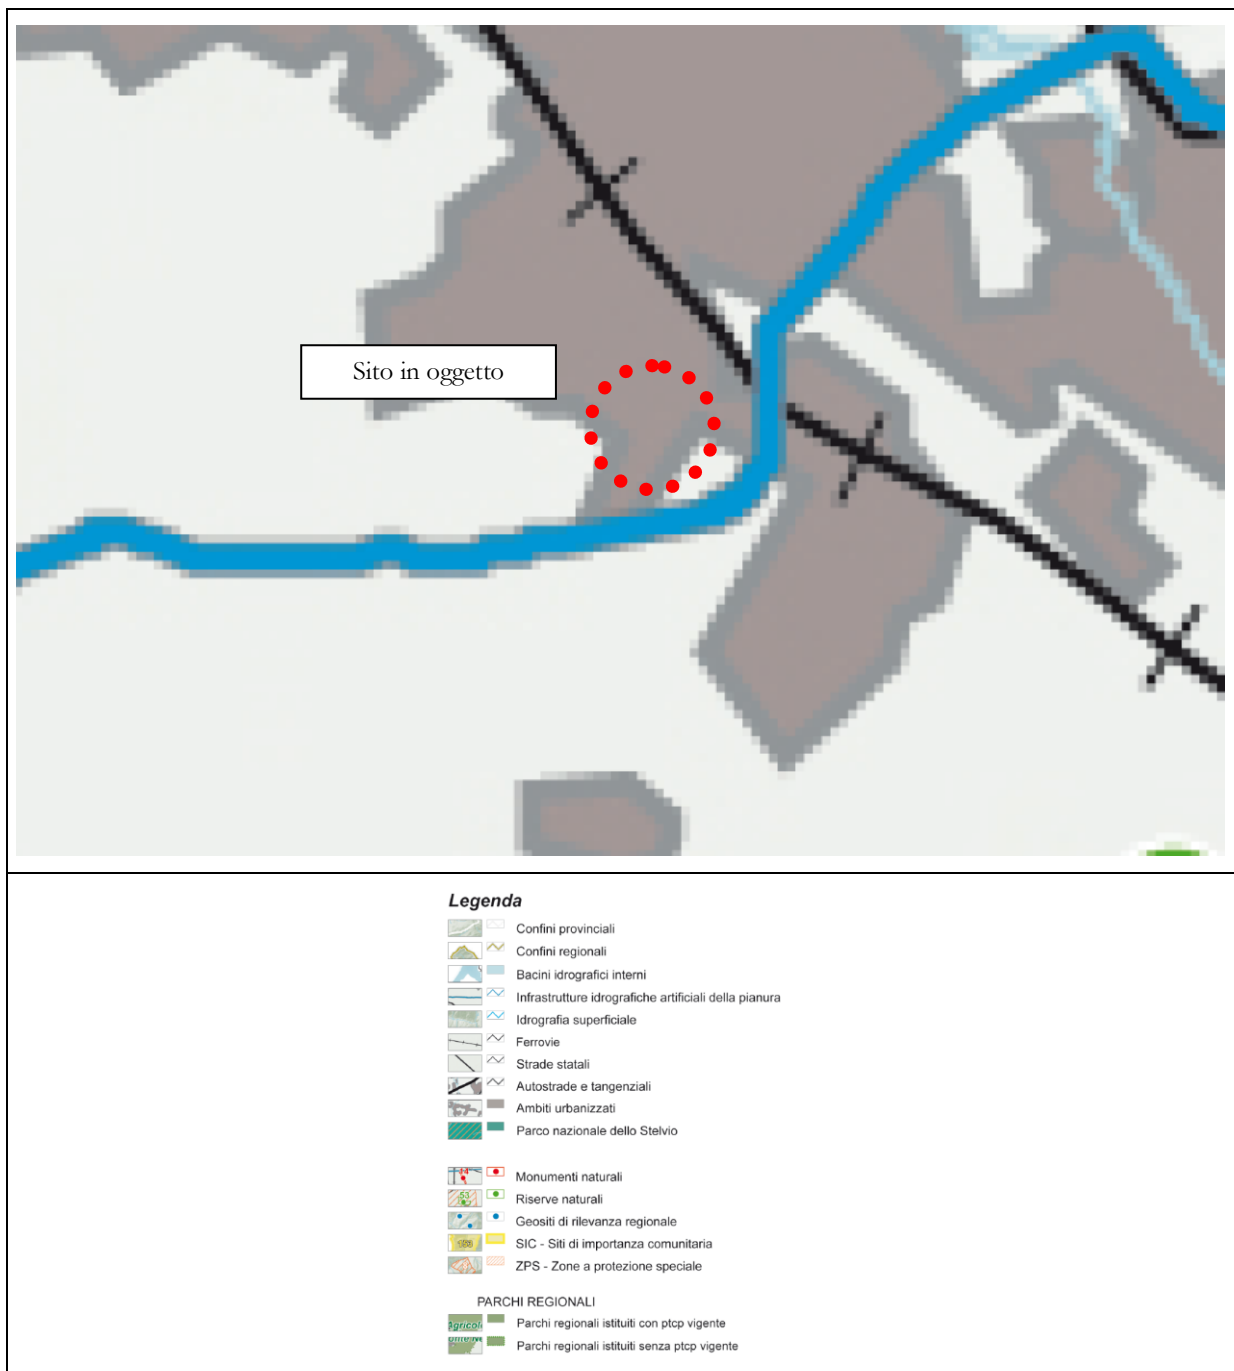 Sito in oggetto
Legenda
Confini provinciali
Confini regionali
Bacini idrografici interni
Infrastrutture idrografiche artificiali della pianura
Idrografia superficiale
Ferrovie
Strade statali
Autostrade e tangenziali
Ambiti urbanizzati
Parco nazionale dello Stelvio
Monumenti naturali
Riserve naturali
Geositi di rilevanza regionale
SIC - Siti di importanza comunitaria
ZPS - Zone a protezione speciale
PARCHI REGIONALI
Parchi regionali istituiti con ptcp vigente
Parchi regionali istituiti senza ptcp vigente